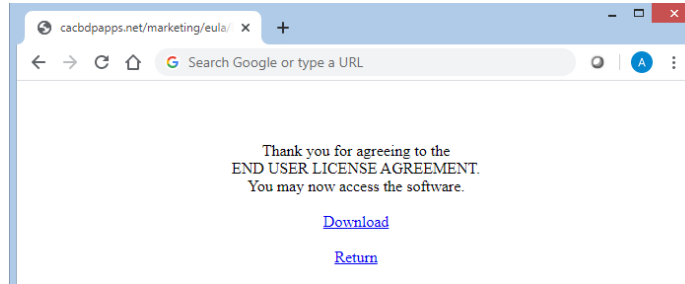 cacbdpapps.net/marketing/eula/
Search Google or type a URL
A
Thank you for agreeing to the
END USER LICENSE AGREEMENT.
You may now access the software.
Download
Return